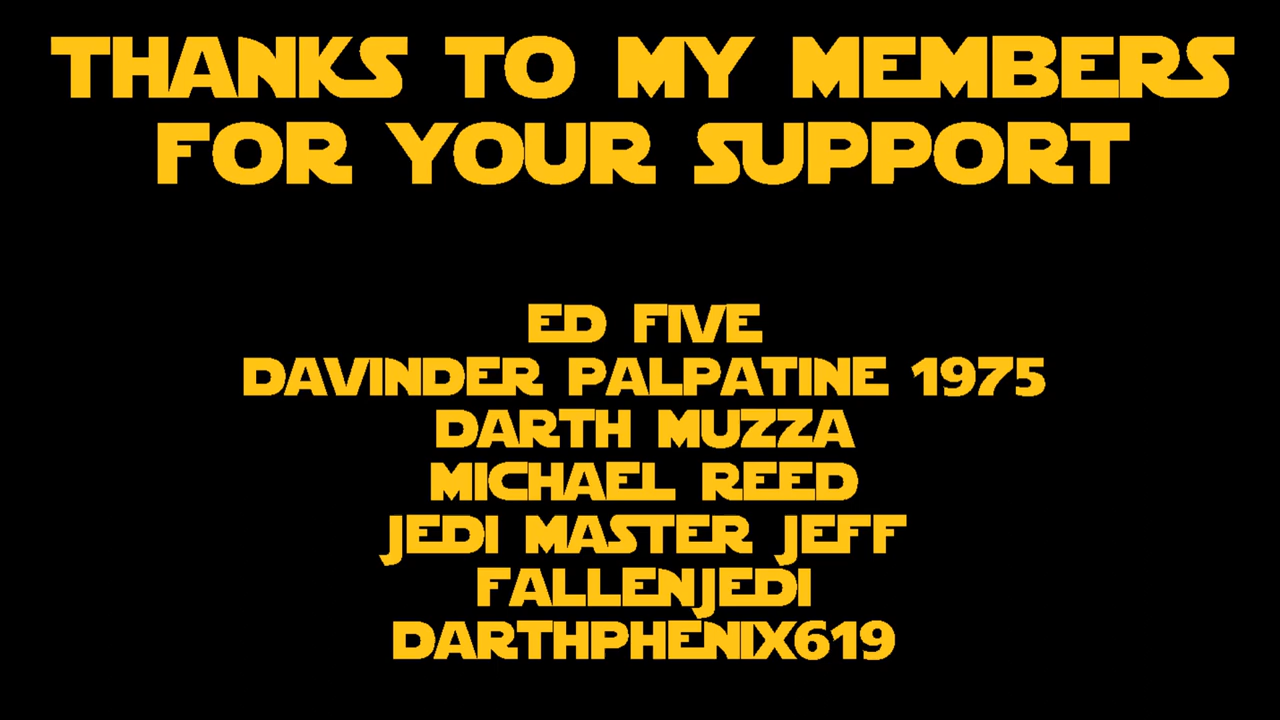 THANKS TO MY MEMBERS
FOR YOUR SUPPORT
ED FIVE
DAVINDER PALPATINE 1975
DARTH MUZZA
MICHAEL REED
JEDI MASTER JEFF
FALLENJEDI
DARTHPHENIX619